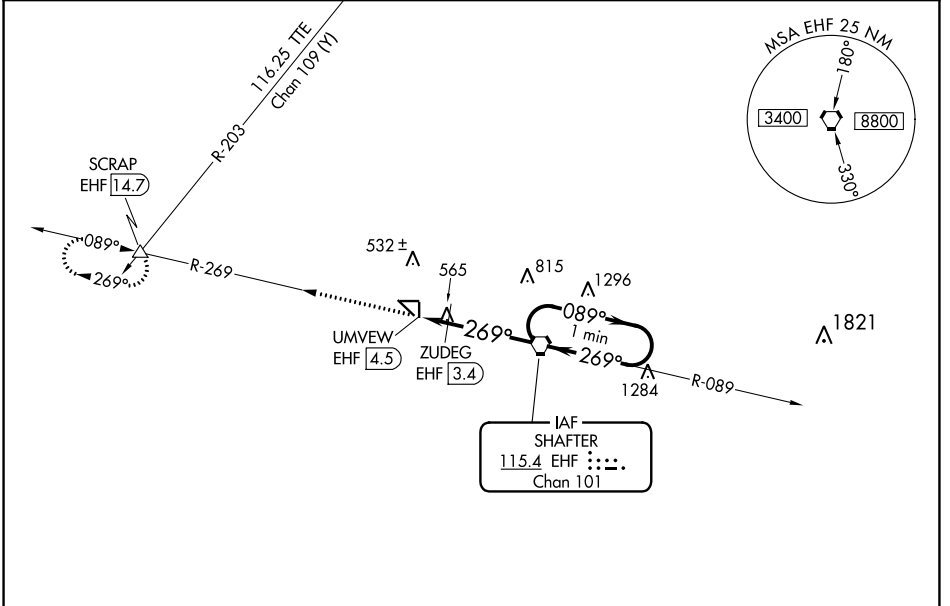 116.25 TTE
Chan 109 (Y)
R-203
MSA EHF 25 NM
180°
3400
8800
330°
SCRAP
EHF 14.7
089°
269°
R-269
532 ±
565
815
1296
1821
UMVEW
EHF 4.5
ZUDEG
EHF 3.4
269°
089°
1 min
269°
1284
R-089
IAF
SHAFTER
115.4 EHF
Chan 101